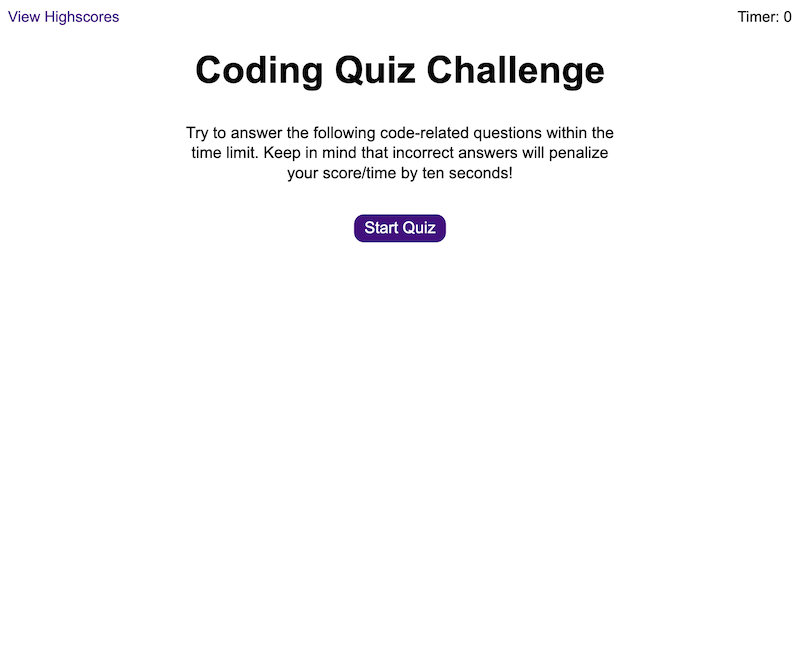 View Highscores
Timer: 0
Coding Quiz Challenge
Try to answer the following code-related questions within the
time limit. Keep in mind that incorrect answers will penalize
your score/time by ten seconds!
Start Quiz